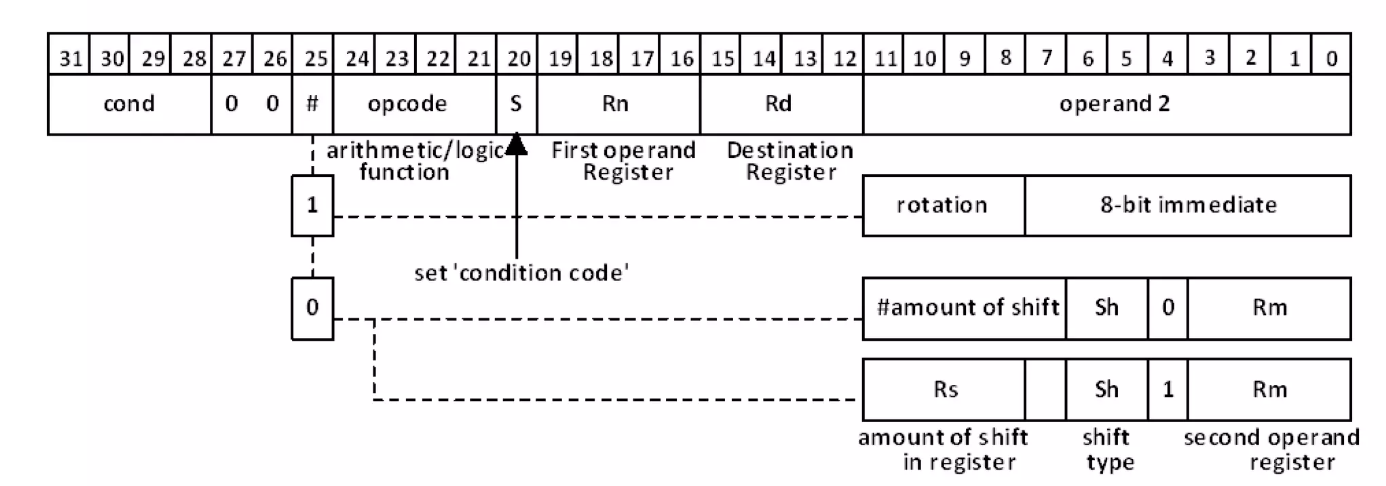 31 30 29 28 27 26 25 24 23 22 21 20 19 18 17 16 15 14 13 12 11 10 9 8 7 6 5 4 3 2 1 0
cond 0 0 # opcode S Rn Rd operand 2
arithmetic/logic
function
First operand
Register
Destination
Register
1 rotation 8-bit immediate
set 'condition code'
0 #amount of shift Sh 0 Rm
Rs Sh 1 Rm
amount of shift
in register
shift
type
second operand
register